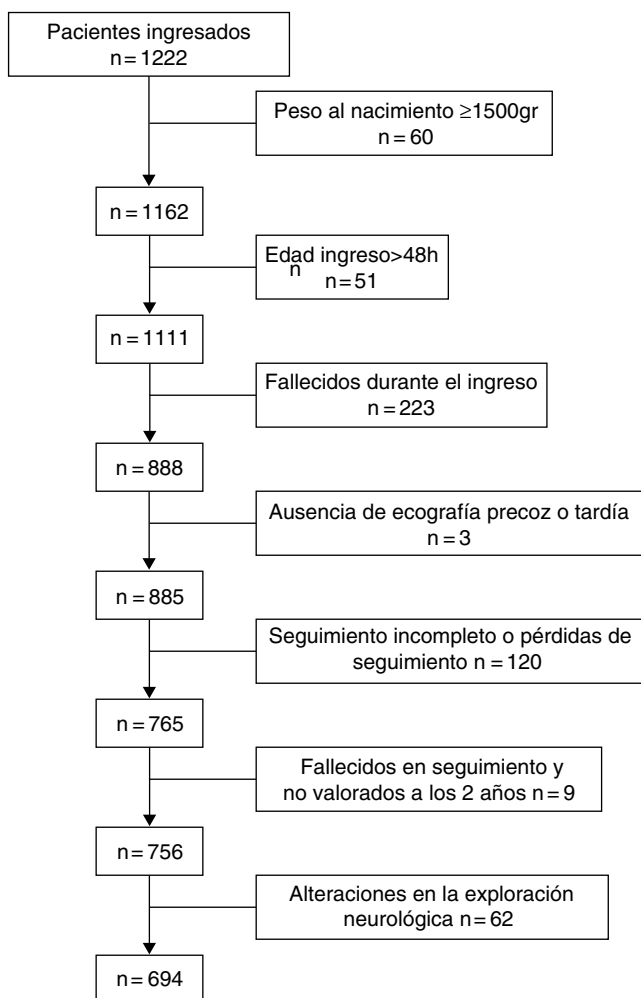 Pacientes ingresados
n = 1222
Peso al nacimiento ≥1500gr
n = 60
n = 1162
Edad ingreso>48h
n
n = 51
n = 1111
Fallecidos durante el ingreso
n = 223
n = 888
Ausencia de ecografía precoz o tardía
n = 3
n = 885
Seguimiento incompleto o pérdidas de
seguimiento n = 120
n = 765
Fallecidos en seguimiento y
no valorados a los 2 años n = 9
n = 756
Alteraciones en la exploración
neurológica n = 62
n = 694